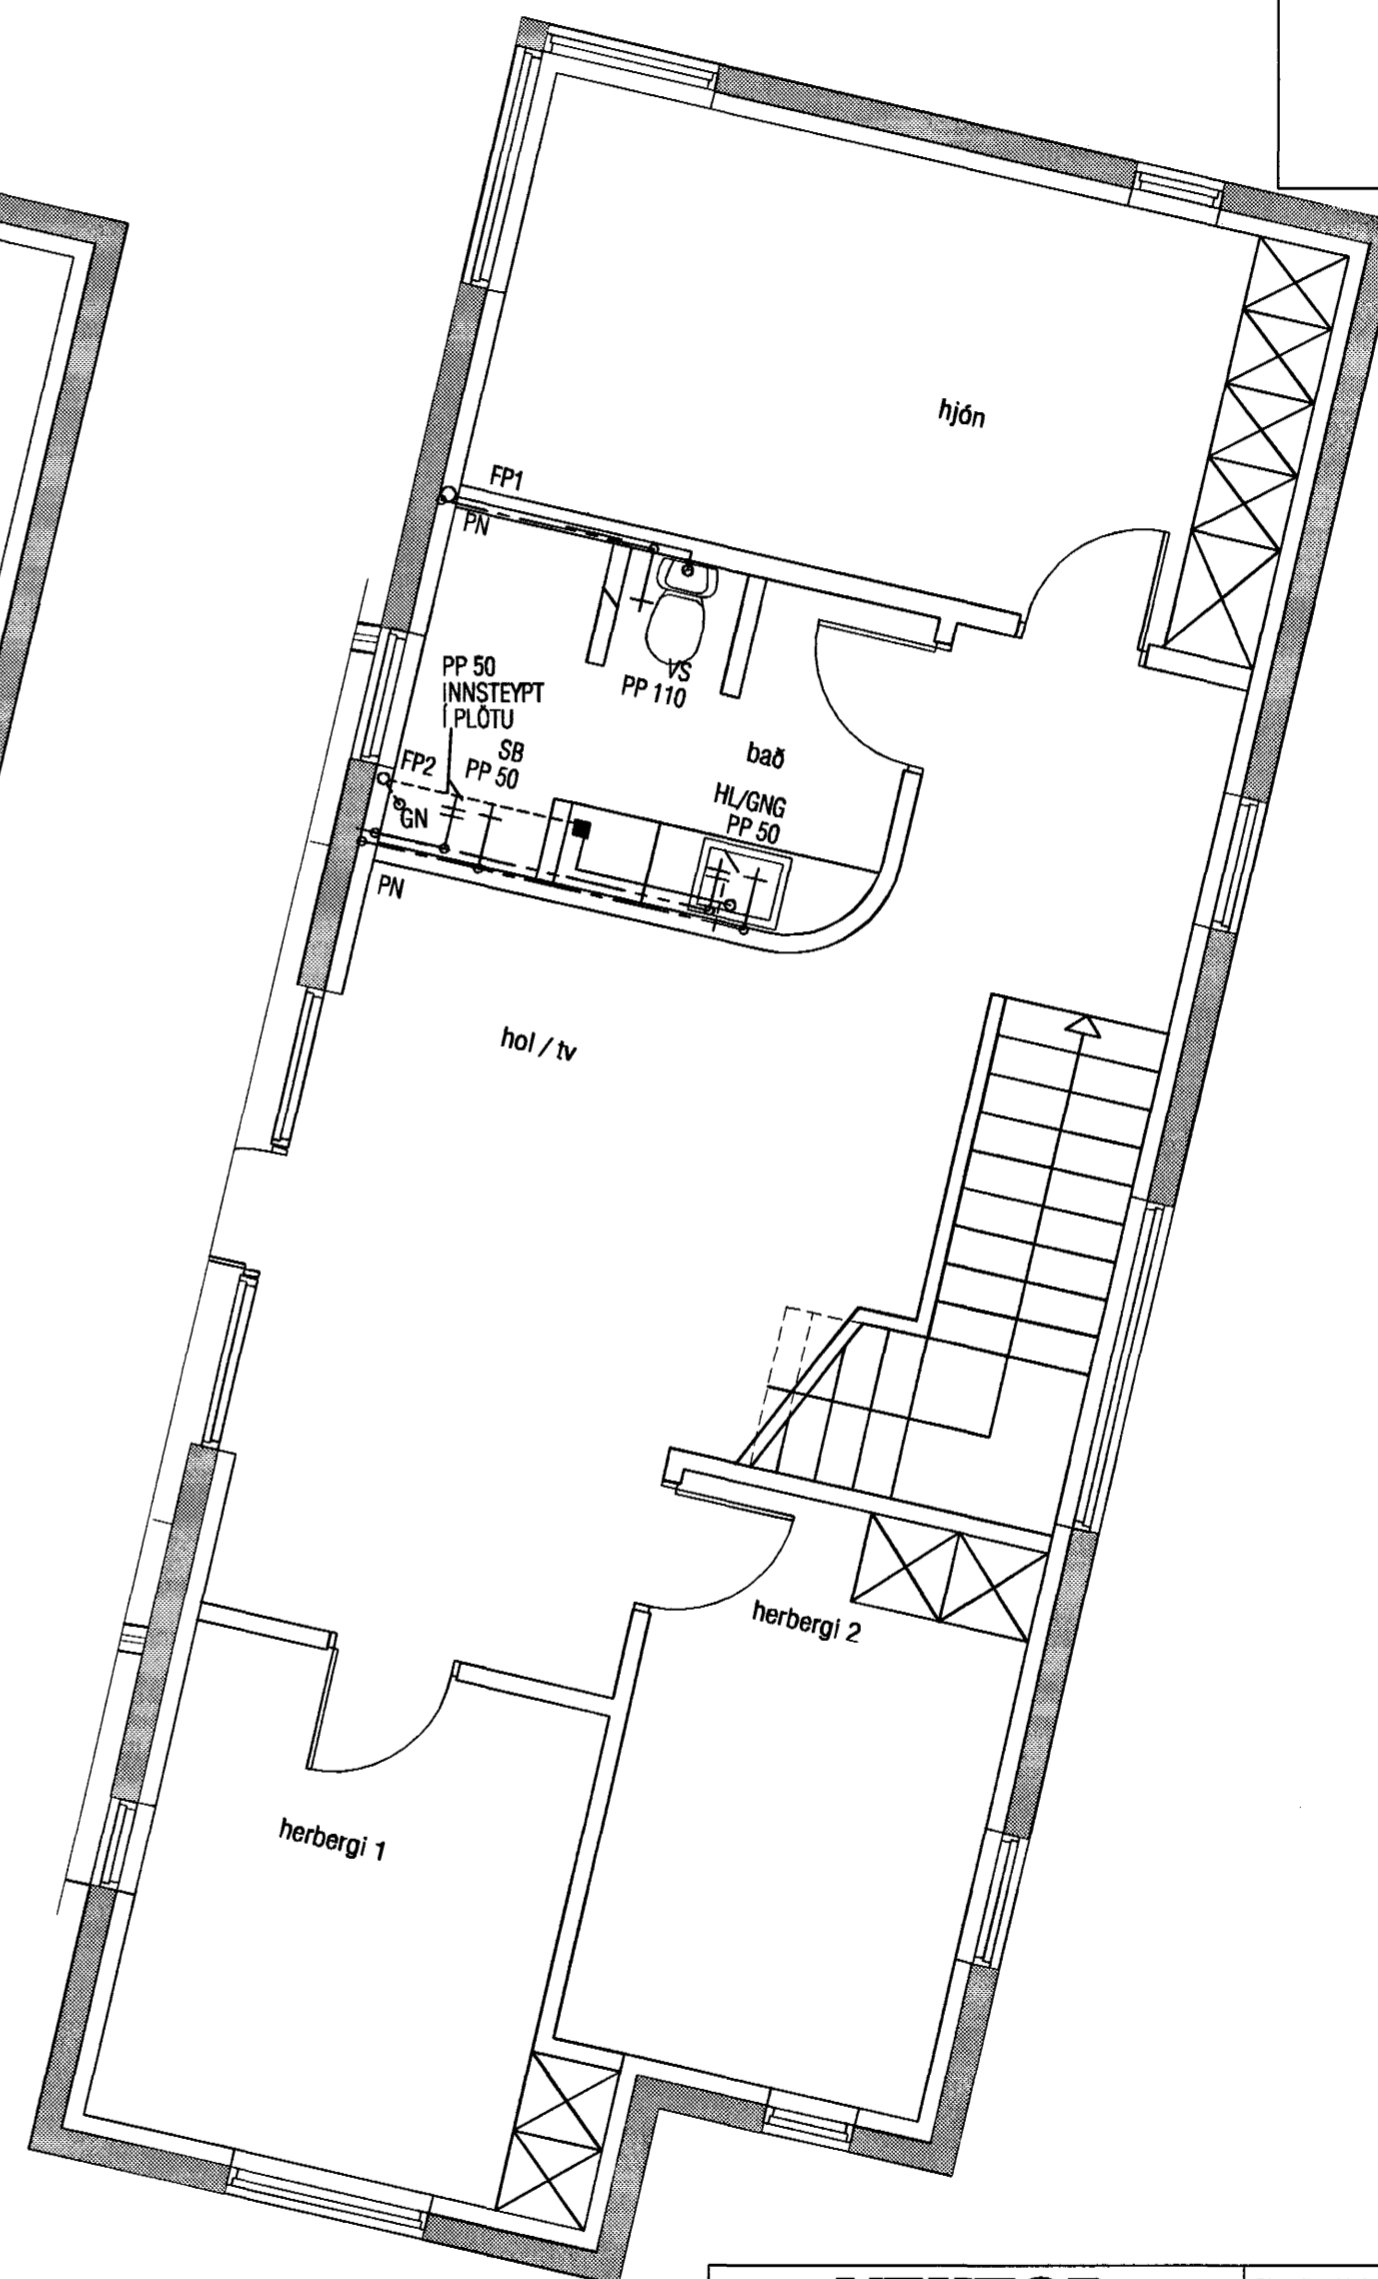 hjón
FP1
PN
VS
PP 110
PP 50
INNSTEYPT
Í PLÖTU
SB
PP 50
FP2
GN
bað
HL/GNG
PP 50
PN
hol / tv
herbergi 2
herbergi 1